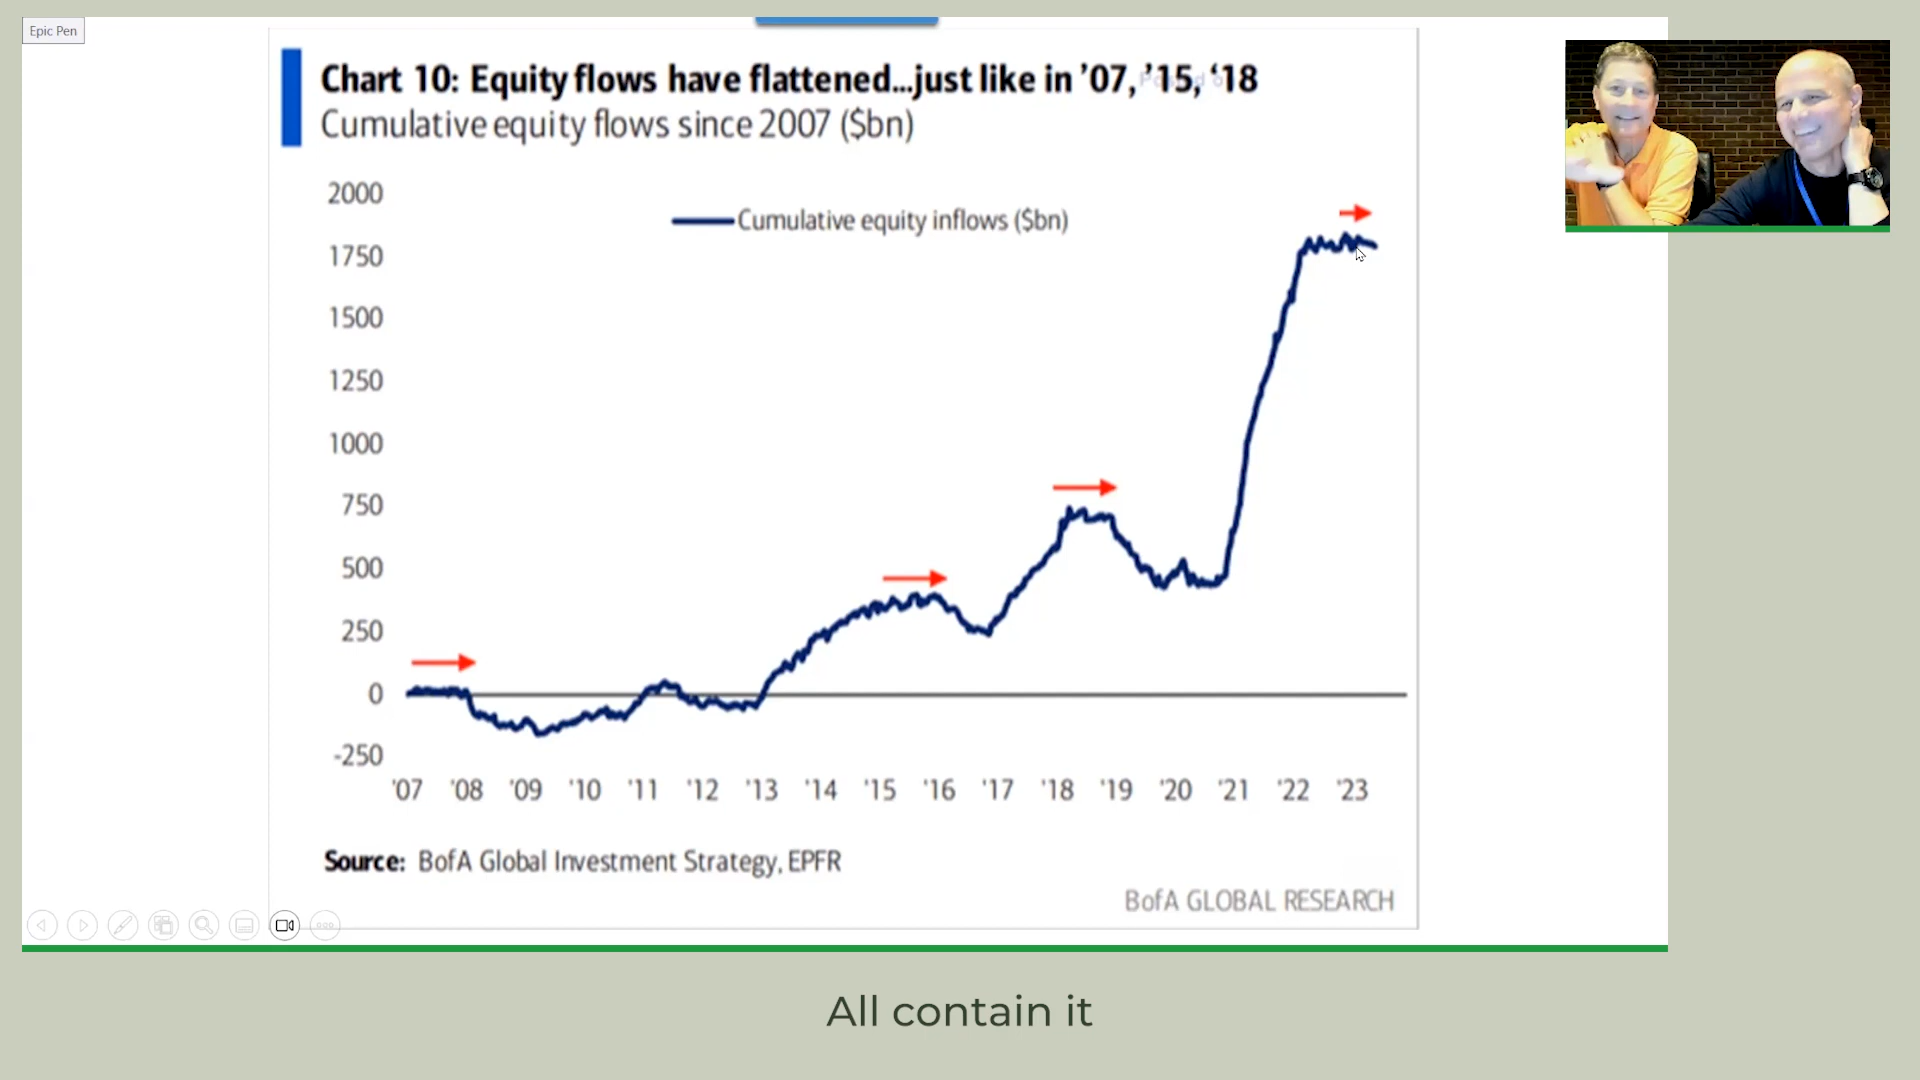 Epic Pen
Chart 10: Equity flows have flattened...just like in ’07, ’15, ‘18
Cumulative equity flows since 2007 ($bn)
2000
Cumulative equity inflows ($bn)
1750
1500
1250
1000
750
500
250
0
-250
'07 '08 '09 '10 '11 '12 '13 '14 '15 '16 '17 '18 '19 '20 '21 '22 '23
Source: BofA Global Investment Strategy, EPFR
BofA GLOBAL RESEARCH
All contain it